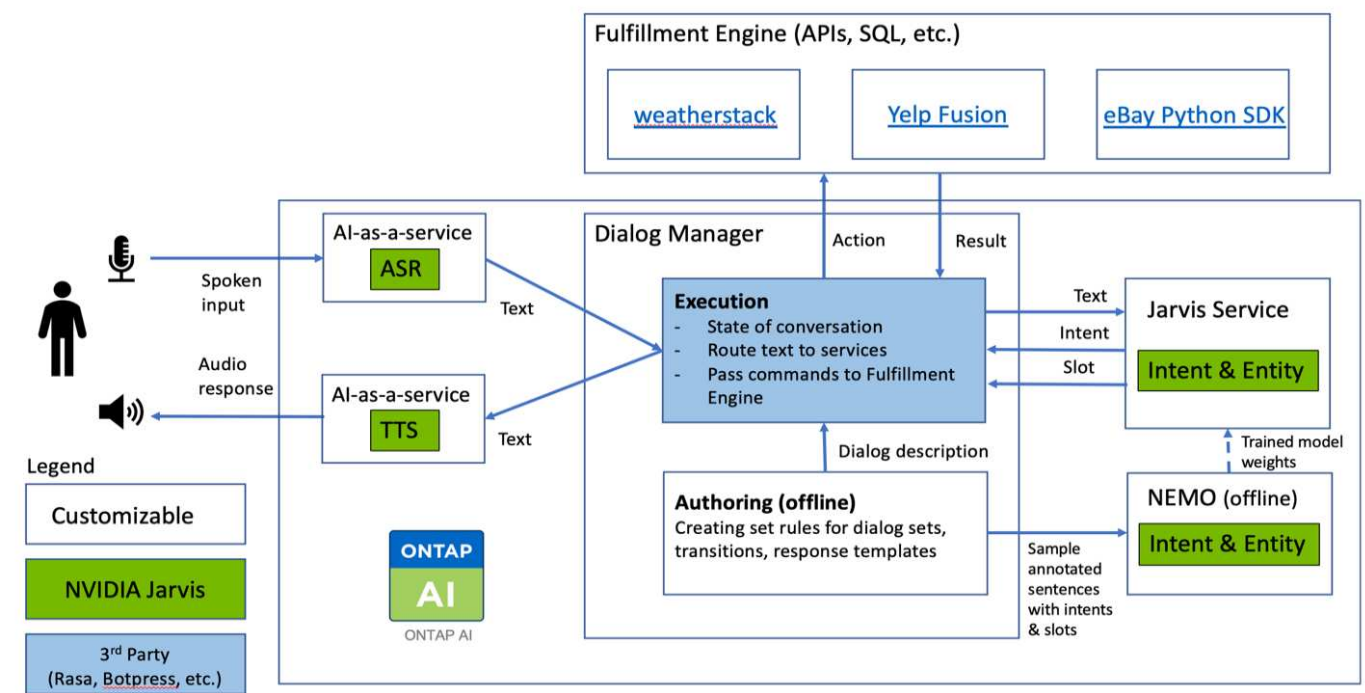 Fulfillment Engine (APIs, SQL, etc.)
weatherstack
Yelp Fusion
eBay Python SDK
AI-as-a-service
ASR
Dialog Manager
Action
Result
Spoken
input
Text
Execution
- State of conversation
- Route text to services
- Pass commands to Fulfillment
Engine
Text
Intent
Slot
Jarvis Service
Intent & Entity
Audio
response
AI-as-a-service
TTS
Text
Dialog description
Trained model
weights
Authoring (offline)
Creating set rules for dialog sets,
transitions, response templates
Sample
annotated
sentences
with intents
& slots
NEMO (offline)
Intent & Entity
Legend
Customizable
NVIDIA Jarvis
3rd Party
(Rasa, Botpress, etc.)
ONTAP
AI
ONTAP AI